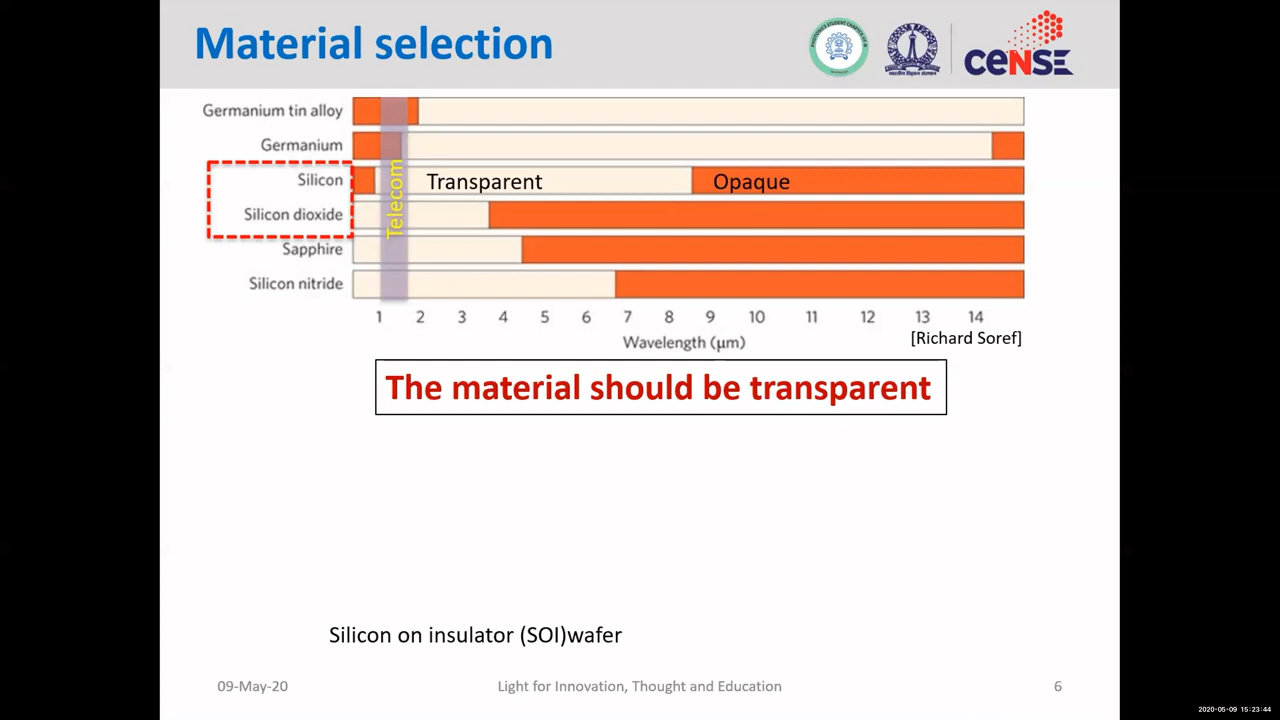 Material selection
ceNSE
Germanium tin alloy
Germanium
Silicon
Transparent
Opaque
Silicon dioxide
Sapphire
Silicon nitride
Telecom
1 2 3 4 5 6 7 8 9 10 11 12 13 14
Wavelength (μm)
[Richard Soref]
The material should be transparent
Silicon on insulator (SOI)wafer
09-May-20
Light for Innovation, Thought and Education
6
2020-05-09 15:23:44